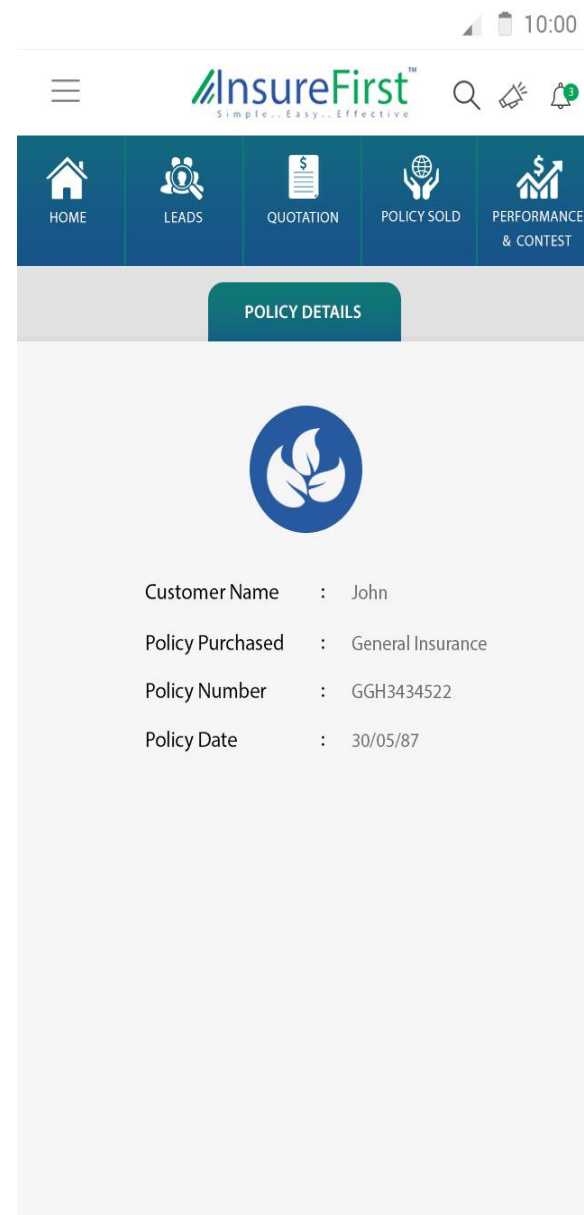 10:00
InsureFirst™
Simple..Easy..Effective
3
HOME
LEADS
QUOTATION
POLICY SOLD
PERFORMANCE
& CONTEST
POLICY DETAILS
Customer Name : John
Policy Purchased : General Insurance
Policy Number : GGH3434522
Policy Date : 30/05/87